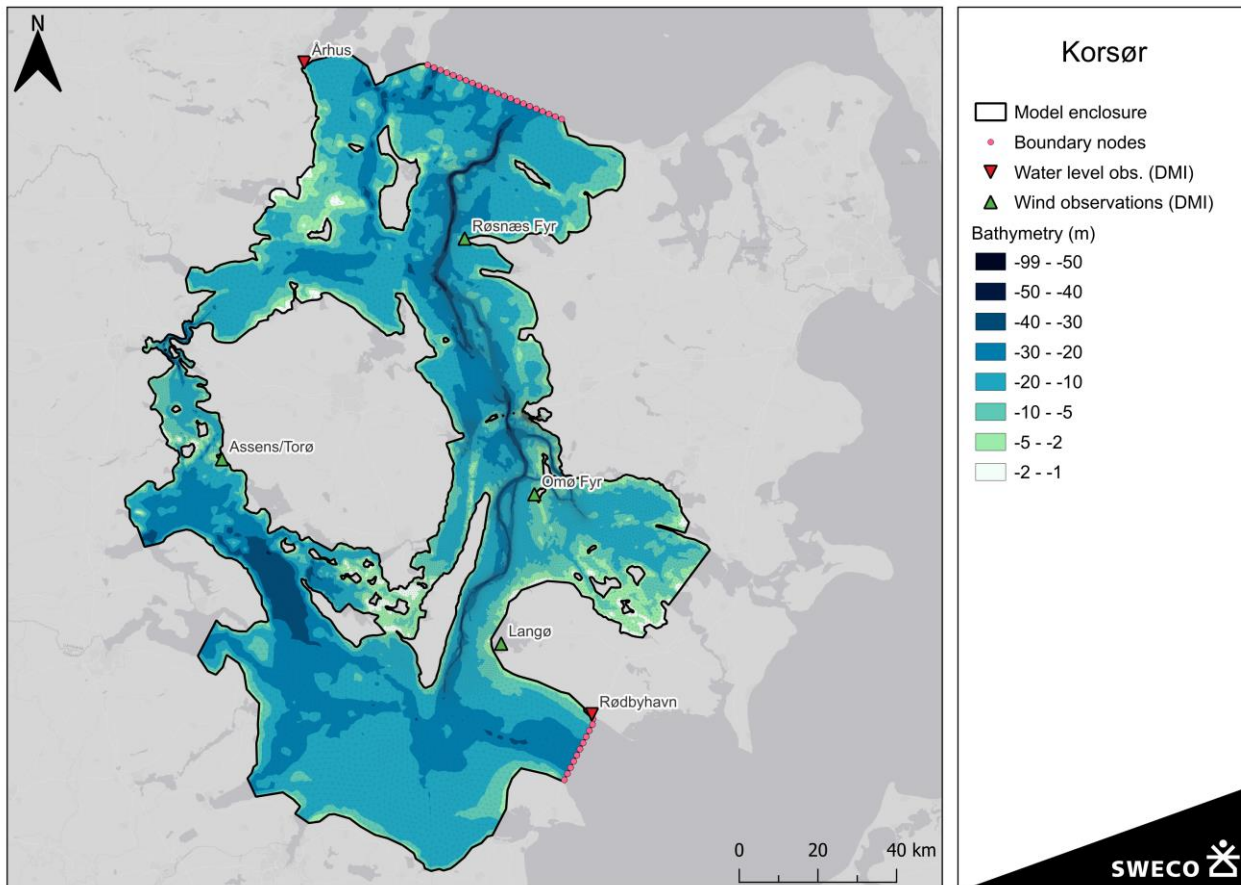 N
Århus
Røsnæs Fyr
Assens/Torø
Omø Fyr
Langø
Rødbyhavn
0 20 40 km
Korsør
Model enclosure
Boundary nodes
Water level obs. (DMI)
Wind observations (DMI)
Bathymetry (m)
-99 - -50
-50 - -40
-40 - -30
-30 - -20
-20 - -10
-10 - -5
-5 - -2
-2 - -1
SWECO